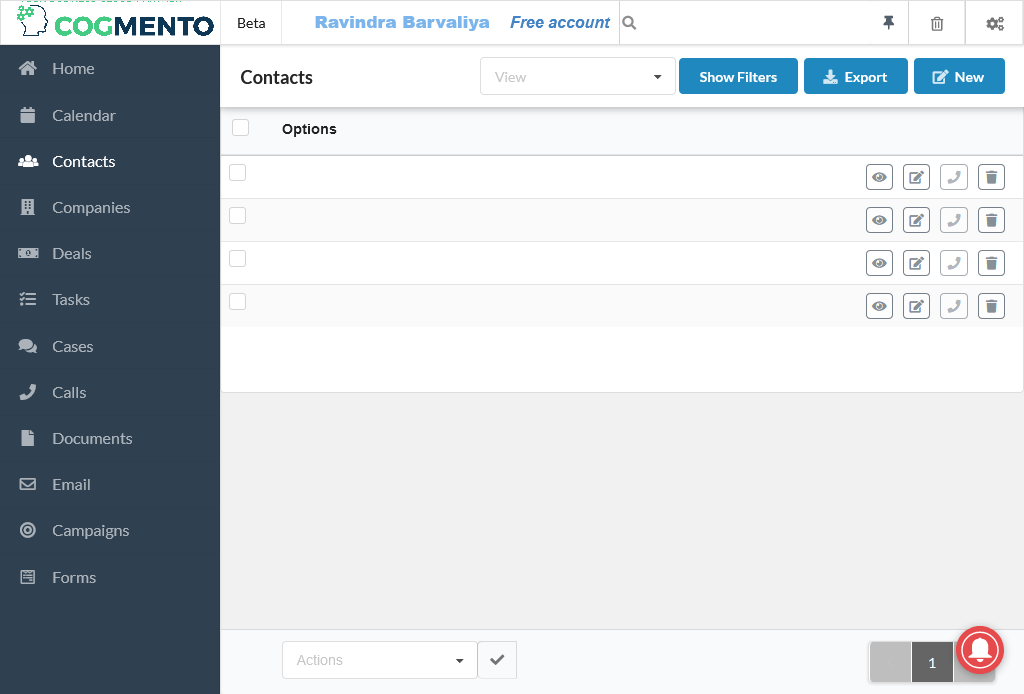 COGMENTO
Beta
Ravindra Barvaliya
Free account
Home
Calendar
Contacts
Companies
Deals
Tasks
Cases
Calls
Documents
Email
Campaigns
Forms
Contacts
View
Show Filters
Export
New
Options
Actions
1